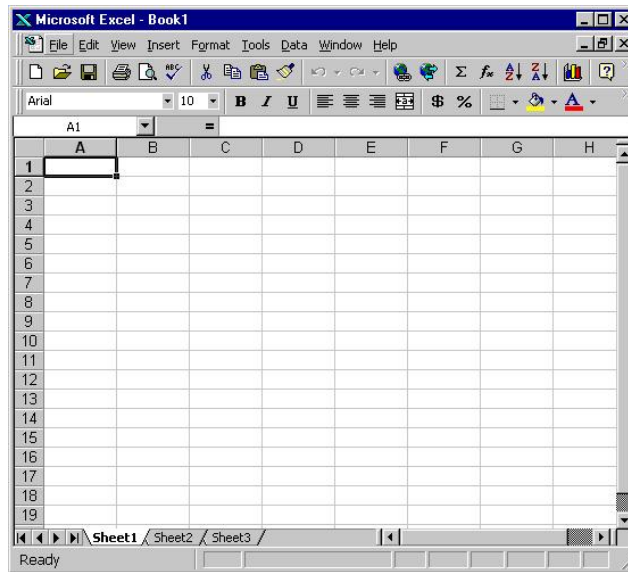 Microsoft Excel - Book1
File Edit View Insert Format Tools Data Window Help
ABC Σ fx A Z Z A ?
Arial 10 B I U $ % A
A1 =
A B C D E F G H
1
2
3
4
5
6
7
8
9
10
11
12
13
14
15
16
17
18
19
Sheet1 Sheet2 Sheet3
Ready